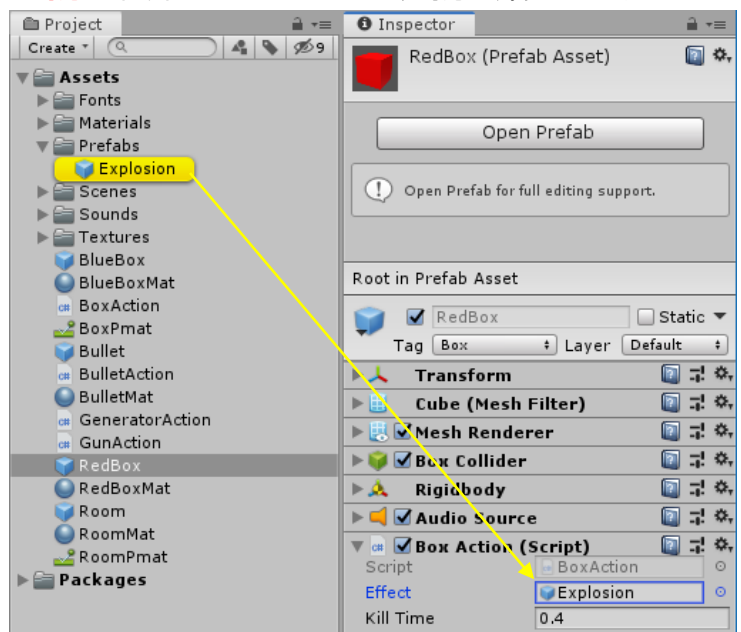 Project
Create
9
Assets
Fonts
Materials
Prefabs
Explosion
Scenes
Sounds
Textures
BlueBox
BlueBoxMat
BoxAction
BoxPmat
Bullet
BulletAction
BulletMat
GeneratorAction
GunAction
RedBox
RedBoxMat
Room
RoomMat
RoomPmat
Packages
Inspector
RedBox (Prefab Asset)
Open Prefab
Open Prefab for full editing support.
Root in Prefab Asset
RedBox Static
Tag Box Layer Default
Transform
Cube (Mesh Filter)
Mesh Renderer
Box Collider
Rigidbody
Audio Source
Box Action (Script)
Script BoxAction
Effect Explosion
Kill Time 0.4